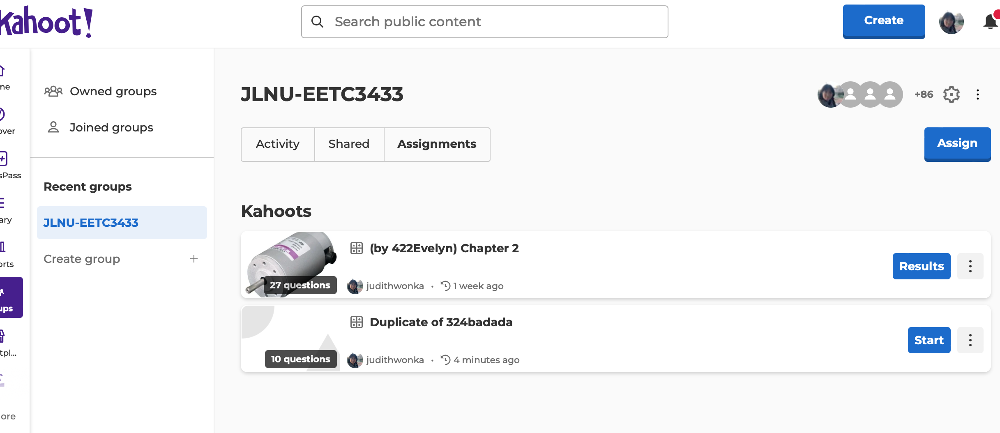 Kahoot!
Search public content
Create
Owned groups
Joined groups
Recent groups
JLNU-EETC3433
Create group
JLNU-EETC3433
+86
Activity
Shared
Assignments
Assign
Kahoots
(by 422Evelyn) Chapter 2
27 questions
judithwonka • 1 week ago
Results
Duplicate of 324badada
10 questions
judithwonka • 4 minutes ago
Start
me
over
sPass
ary
orts
ups
tpl...
ore